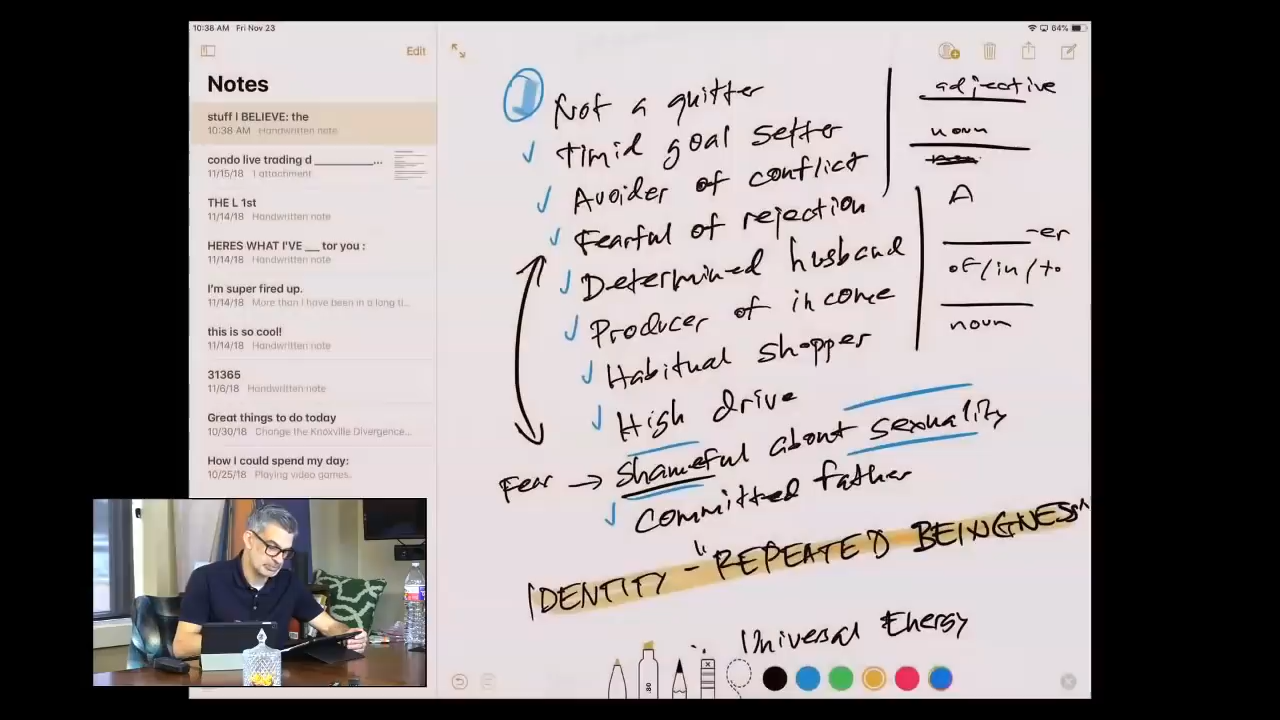 10:38 AM Fri Nov 23
64%
Edit
Notes
stuff I BELIEVE: the
10:38 AM Handwritten note
condo live trading d __________...
11/15/18 1 attachment
THE L 1st
11/14/18 Handwritten note
HERES WHAT I'VE __ tor you :
11/14/18 Handwritten note
I'm super fired up.
11/14/18 More than I have been in a long ti...
this is so cool!
11/14/18 Handwritten note
31365
11/6/18 Handwritten note
Great things to do today
10/30/18 Change the Knoxville Divergence...
How I could spend my day:
10/25/18 Playing video games.
Not a quitter
Timid goal setter
Avoider of conflict
Fearful of rejection
Determined husband
Producer of income
Habitual shopper
High drive
Fear → Shameful about sexuality
committed father
IDENTITY - "REPEATED BEINGNESS"
Universal Energy
adjective
noun
A
____-er
of/in/to
noun
.80